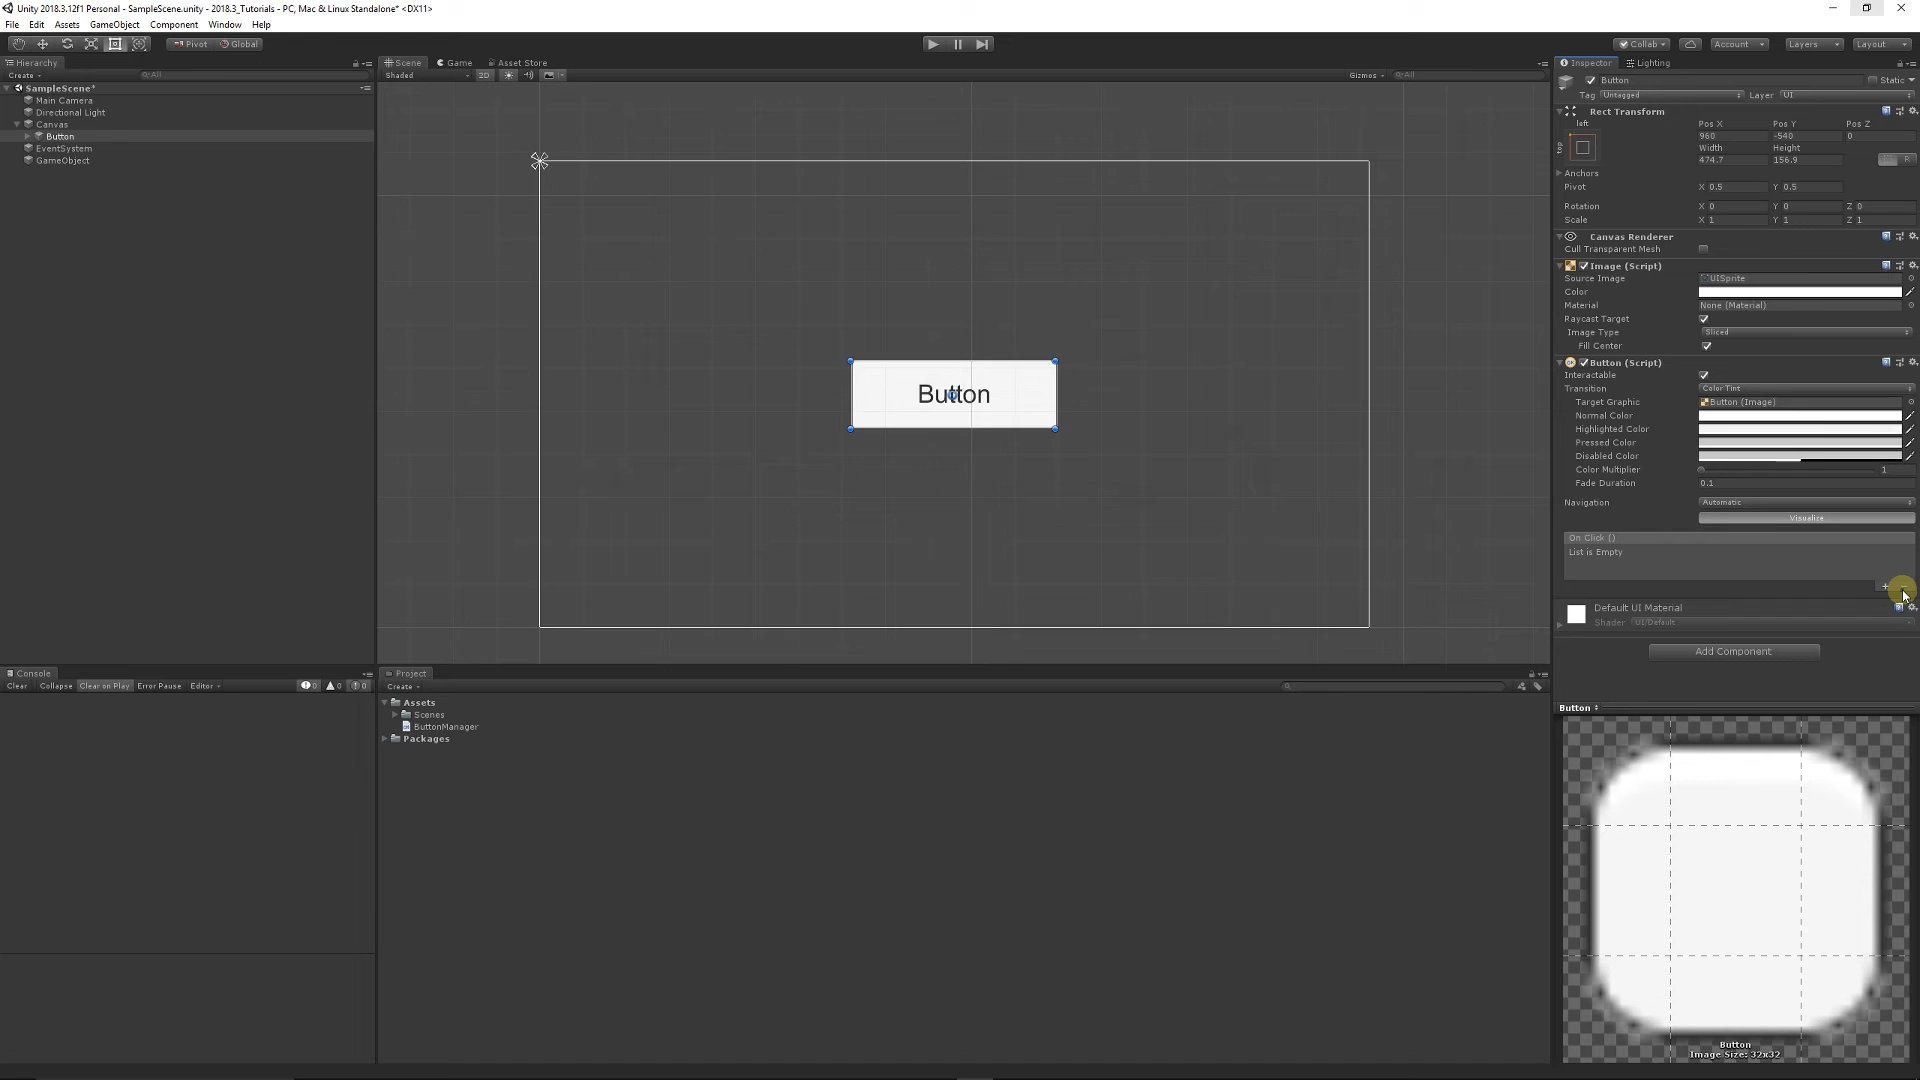 Unity 2018.3.12f1 Personal - SampleScene.unity - 2018.3_Tutorials - PC, Mac & Linux Standalone* <DX11>
File Edit Assets GameObject Component Window Help
Pivot Global
Collab Account Layers Layout
Hierarchy
Create All
SampleScene*
Main Camera
Directional Light
Canvas
Button
EventSystem
GameObject
Scene Game Asset Store
Shaded 2D Gizmos All
Button
Inspector Lighting
Button Static
Tag Untagged Layer UI
Rect Transform
left
top
Pos X Pos Y Pos Z
960 -540 0
Width Height
474.7 156.9 R
Anchors
Pivot X 0.5 Y 0.5
Rotation X 0 Y 0 Z 0
Scale X 1 Y 1 Z 1
Canvas Renderer
Cull Transparent Mesh
Image (Script)
Source Image UISprite
Color
Material None (Material)
Raycast Target
Image Type Sliced
Fill Center
Button (Script)
Interactable
Transition Color Tint
Target Graphic Button (Image)
Normal Color
Highlighted Color
Pressed Color
Disabled Color
Color Multiplier 1
Fade Duration 0.1
Navigation Automatic
Visualize
On Click ()
List is Empty
+ −
Default UI Material
Shader UI/Default
Add Component
Console
Clear Collapse Clear on Play Error Pause Editor 0 0 0
Project
Create
Assets
Scenes
ButtonManager
Packages
Button
Button
Image Size: 32x32